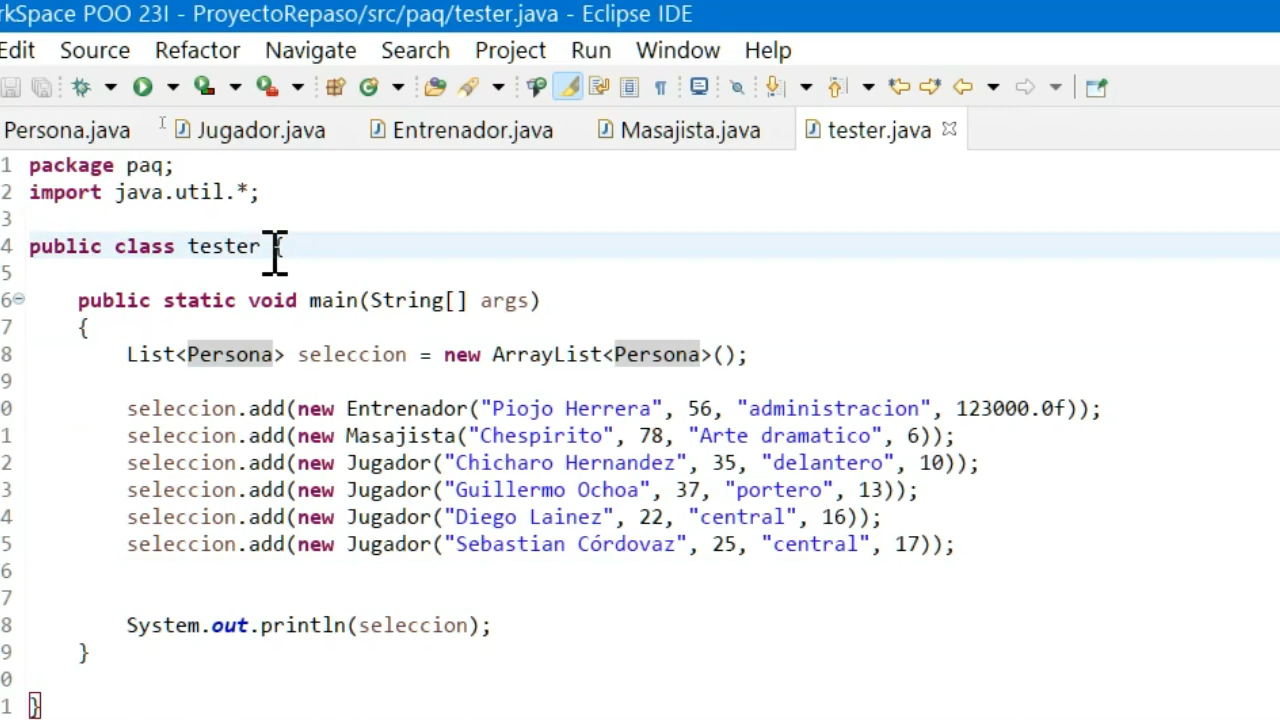 rkSpace POO 23I - ProyectoRepaso/src/paq/tester.java - Eclipse IDE
Edit Source Refactor Navigate Search Project Run Window Help
Persona.java Jugador.java Entrenador.java Masajista.java tester.java
1 package paq;
2 import java.util.*;
3
4 public class tester {
5
6 public static void main(String[] args)
7 {
8 List<Persona> seleccion = new ArrayList<Persona>();
9
0 seleccion.add(new Entrenador("Piojo Herrera", 56, "administracion", 123000.0f));
1 seleccion.add(new Masajista("Chespirito", 78, "Arte dramatico", 6));
2 seleccion.add(new Jugador("Chicharo Hernandez", 35, "delantero", 10));
3 seleccion.add(new Jugador("Guillermo Ochoa", 37, "portero", 13));
4 seleccion.add(new Jugador("Diego Lainez", 22, "central", 16));
5 seleccion.add(new Jugador("Sebastian Córdovaz", 25, "central", 17));
6
7
8 System.out.println(seleccion);
9 }
0
1 }